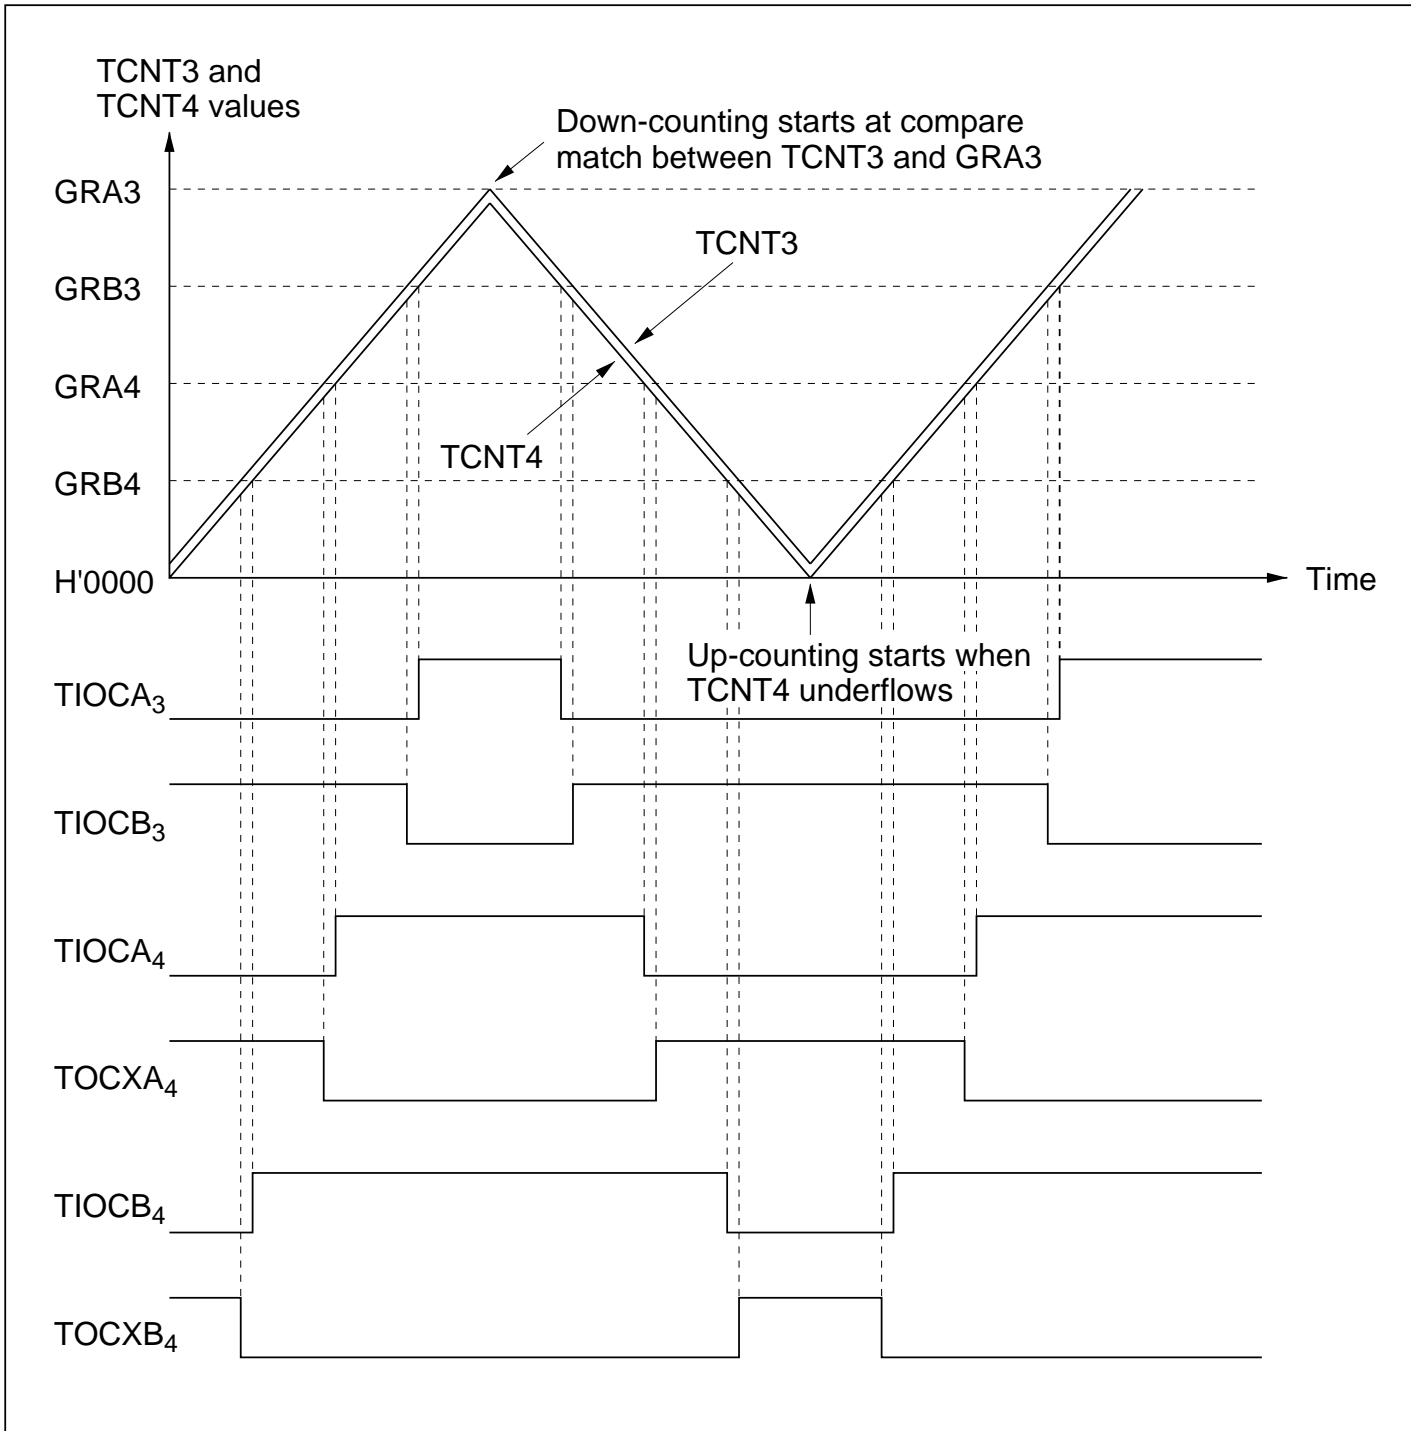 TCNT3 and
TCNT4 values
Down-counting starts at compare
match between TCNT3 and GRA3
GRA3
TCNT3
GRB3
GRA4
TCNT4
GRB4
H'0000
Time
Up-counting starts when
TCNT4 underflows
TIOCA3
TIOCB3
TIOCA4
TOCXA4
TIOCB4
TOCXB4